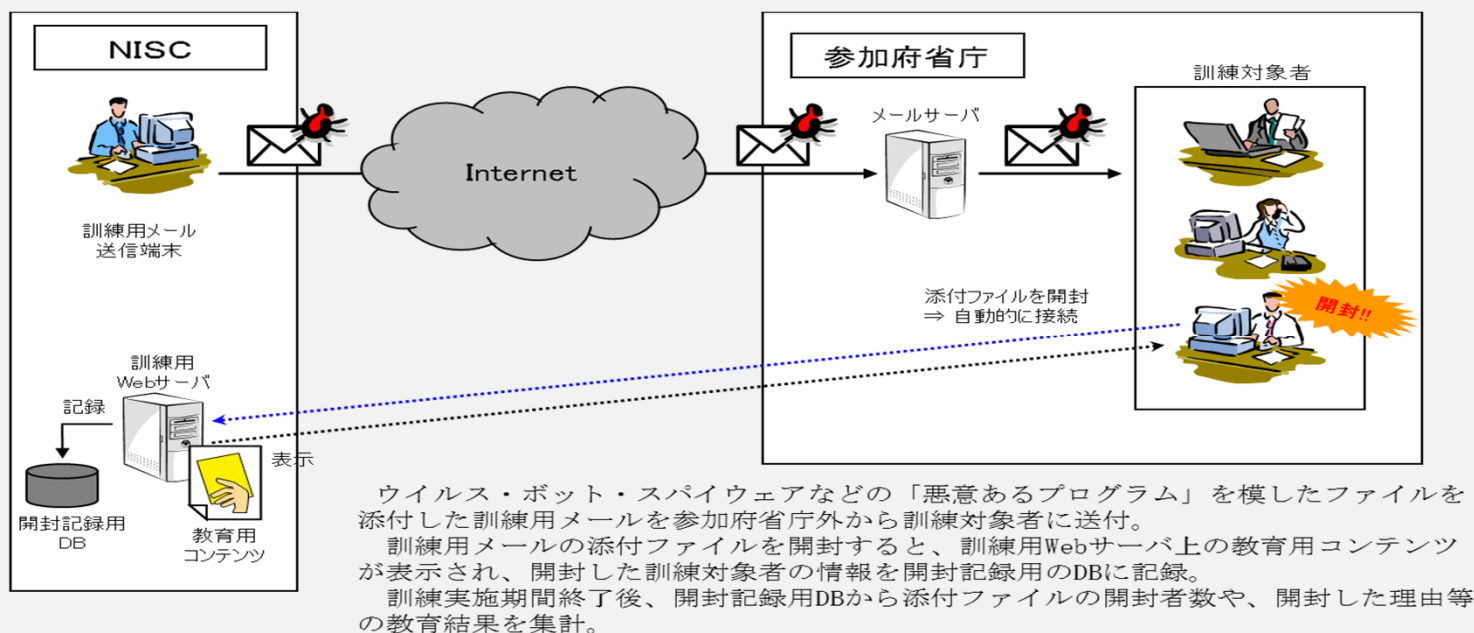 NISC
訓練用メール
送信端末
Internet
参加府省庁
メールサーバ
訓練対象者
添付ファイルを開封
⇒ 自動的に接続
開封!!
訓練用
Webサーバ
記録
表示
開封記録用
DB
教育用
コンテンツ
ウイルス・ボット・スパイウェアなどの「悪意あるプログラム」を模したファイルを
添付した訓練用メールを参加府省庁外から訓練対象者に送付。
訓練用メールの添付ファイルを開封すると、訓練用Webサーバ上の教育用コンテンツ
が表示され、開封した訓練対象者の情報を開封記録用のDBに記録。
訓練実施期間終了後、開封記録用DBから添付ファイルの開封者数や、開封した理由等
の教育結果を集計。